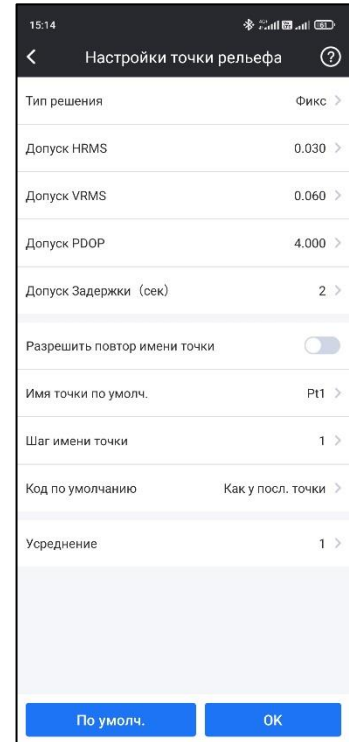 15:14
61
Настройки точки рельефа
Тип решения Фикс
Допуск HRMS 0.030
Допуск VRMS 0.060
Допуск PDOP 4.000
Допуск Задержки (сек) 2
Разрешить повтор имени точки
Имя точки по умолч. Pt1
Шаг имени точки 1
Код по умолчанию Как у посл. точки
Усреднение 1
По умолч. OK